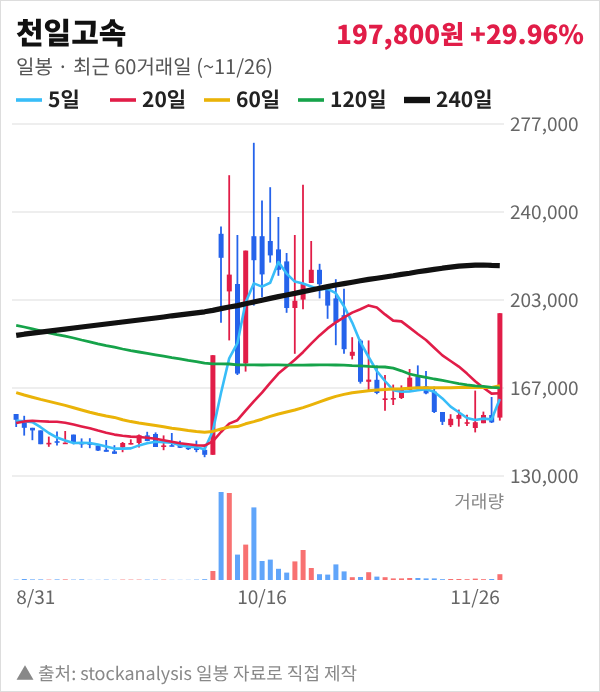 천일고속 197,800원 +29.96%
일봉 · 최근 60거래일 (~11/26)
5일 20일 60일 120일 240일
277,000
240,000
203,000
167,000
130,000
거래량
8/31 10/16 11/26
▲ 출처: stockanalysis 일봉 자료로 직접 제작